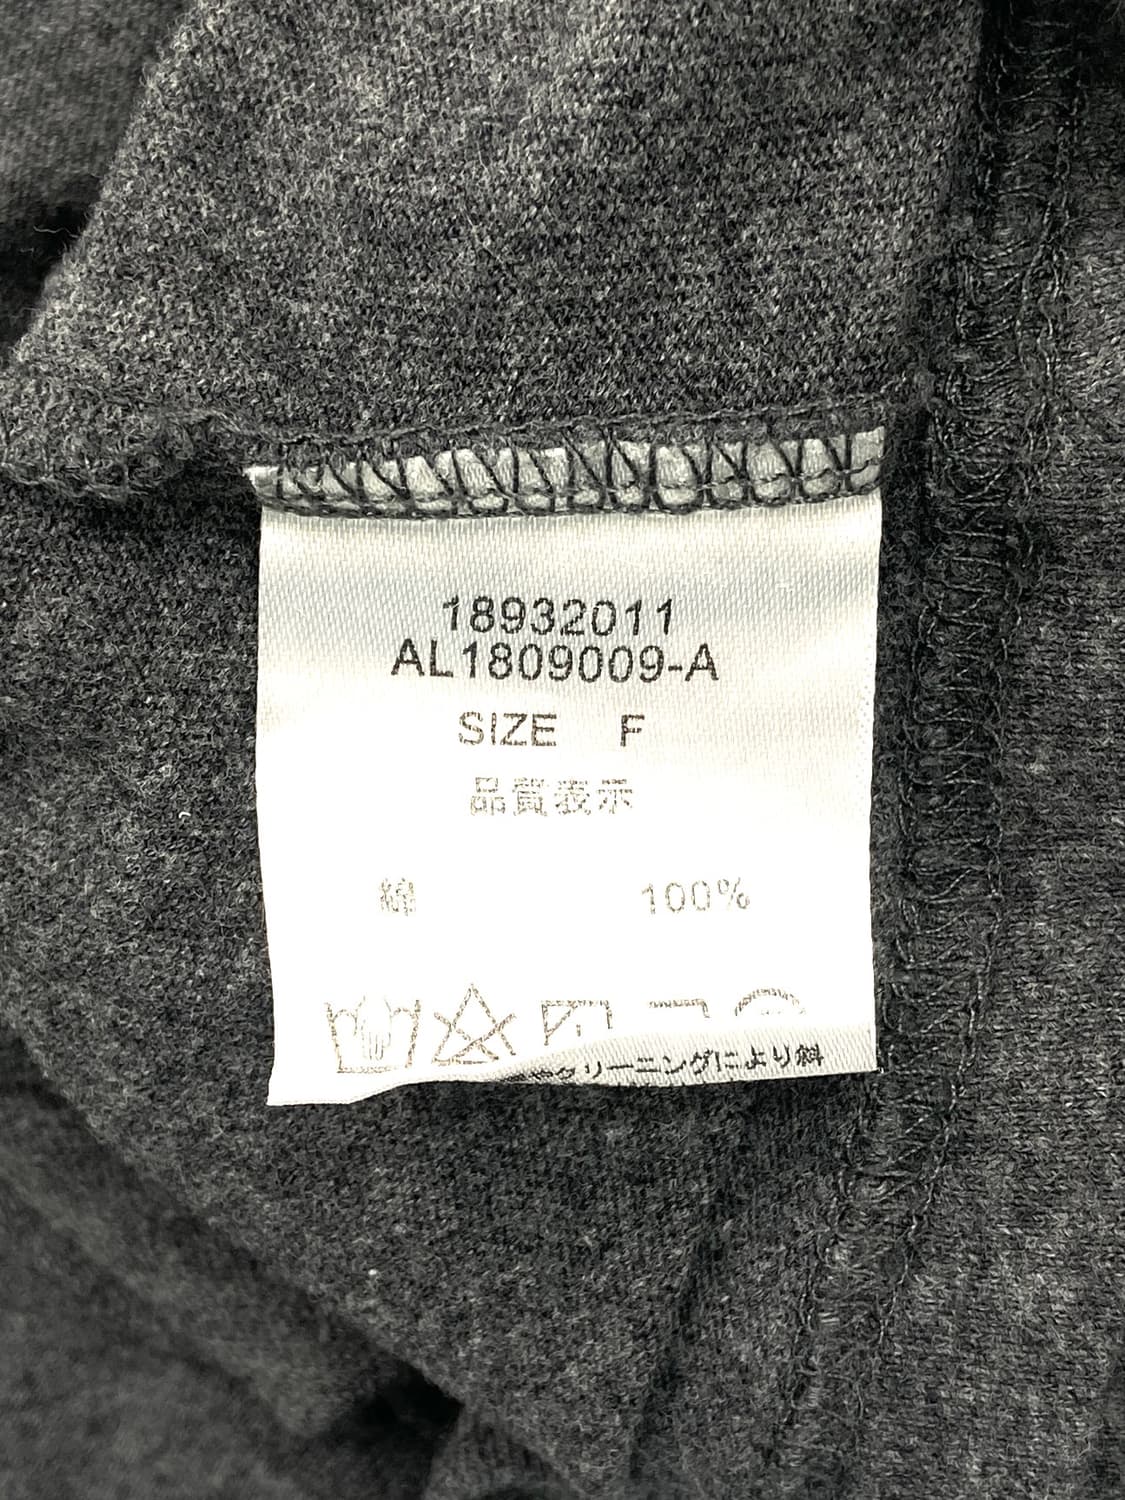 18932011
AL1809009-A
SIZE F
品質表示
綿 100%
クリーニングにより斜